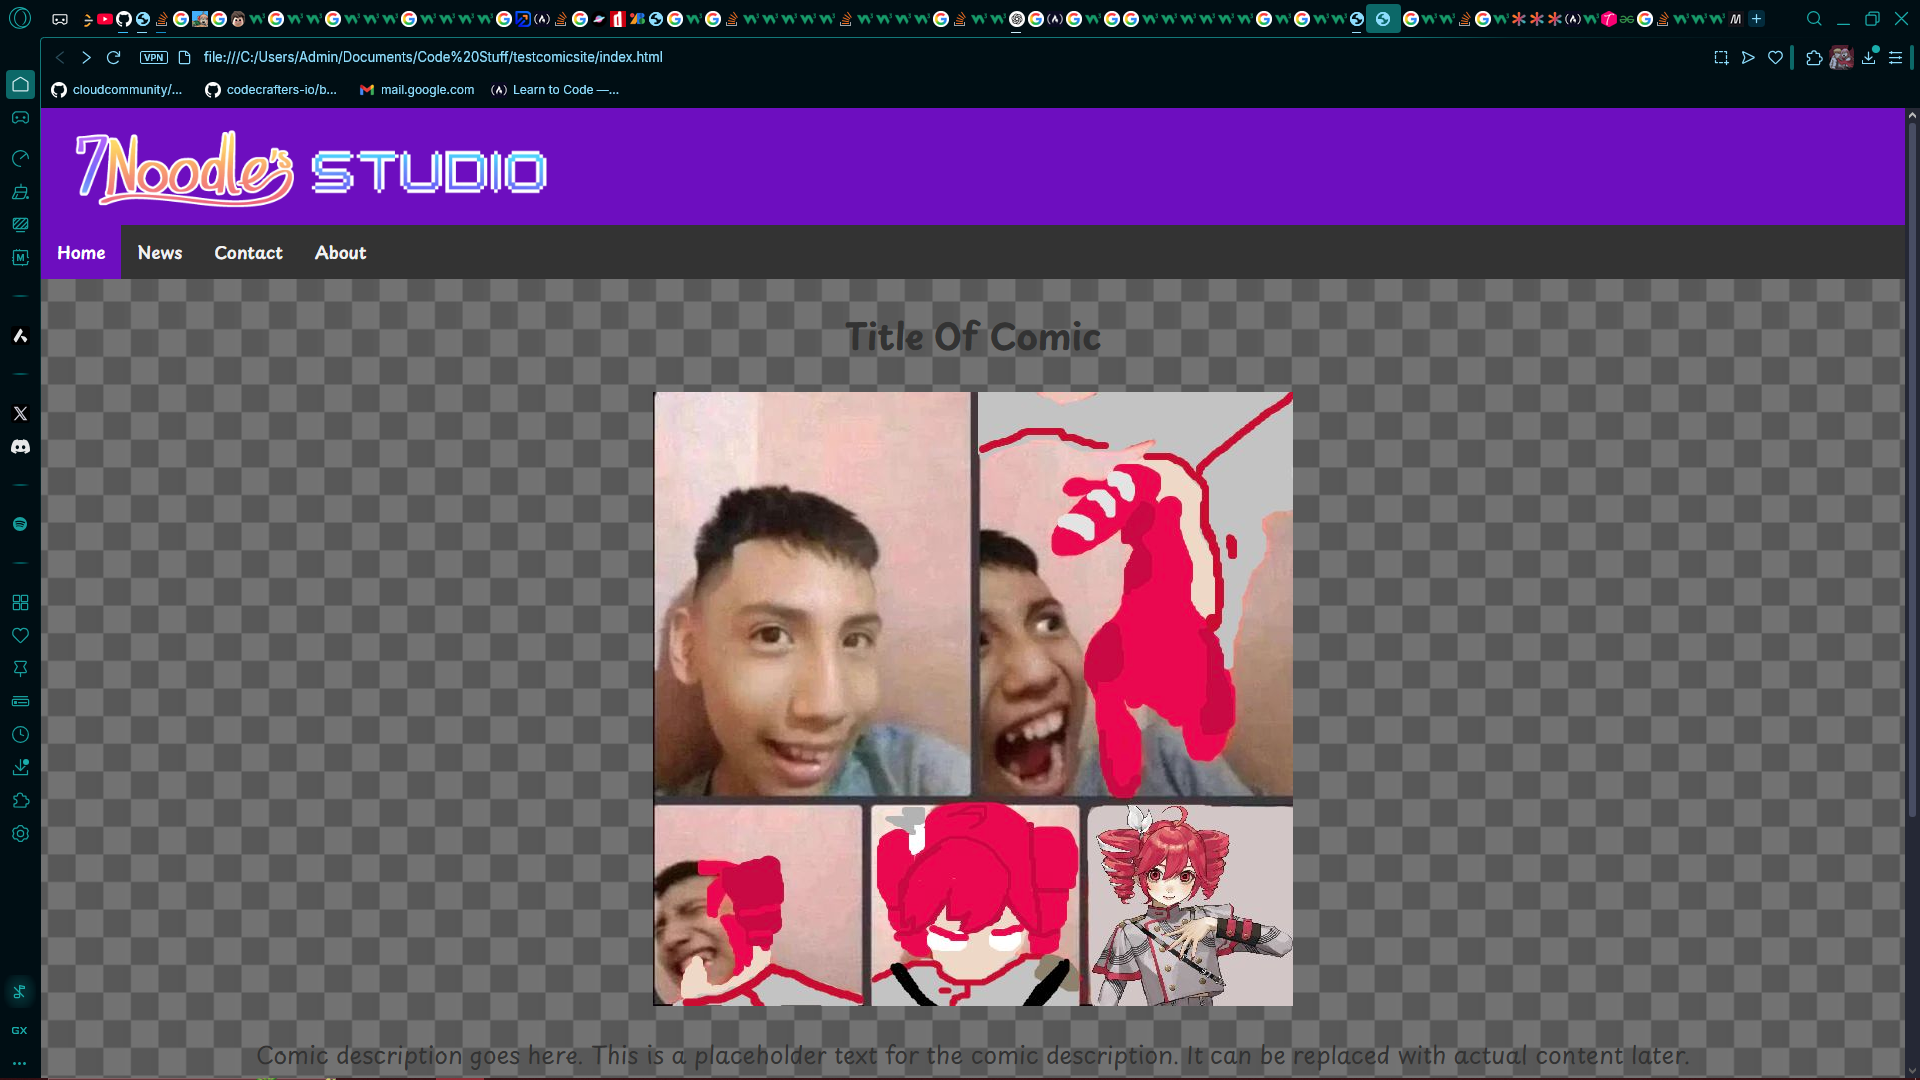 VPN
file:///C:/Users/Admin/Documents/Code%20Stuff/testcomicsite/index.html
cloudcommunity/...
codecrafters-io/b...
mail.google.com
(A) Learn to Code —...
7Noodle's STUDIO
Home
News
Contact
About
Title Of Comic
Comic description goes here. This is a placeholder text for the comic description. It can be replaced with actual content later.
GX